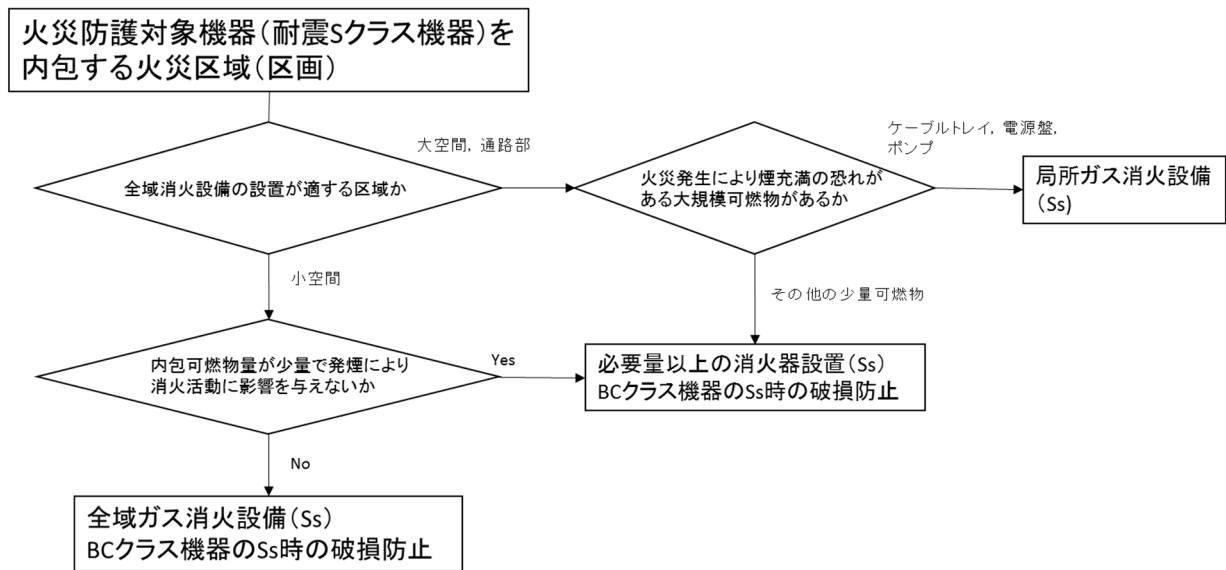 火災防護対象機器（耐震Sクラス機器）を
内包する火災区域（区画）
大空間, 通路部
ケーブルトレイ, 電源盤,
ポンプ
全域消火設備の設置が適する区域か
火災発生により煙充満の恐れが
ある大規模可燃物があるか
局所ガス消火設備
（Ss)
小空間
その他の少量可燃物
内包可燃物量が少量で発煙により
消火活動に影響を与えないか
Yes
必要量以上の消火器設置（Ss）
BCクラス機器のSs時の破損防止
No
全域ガス消火設備（Ss）
BCクラス機器のSs時の破損防止